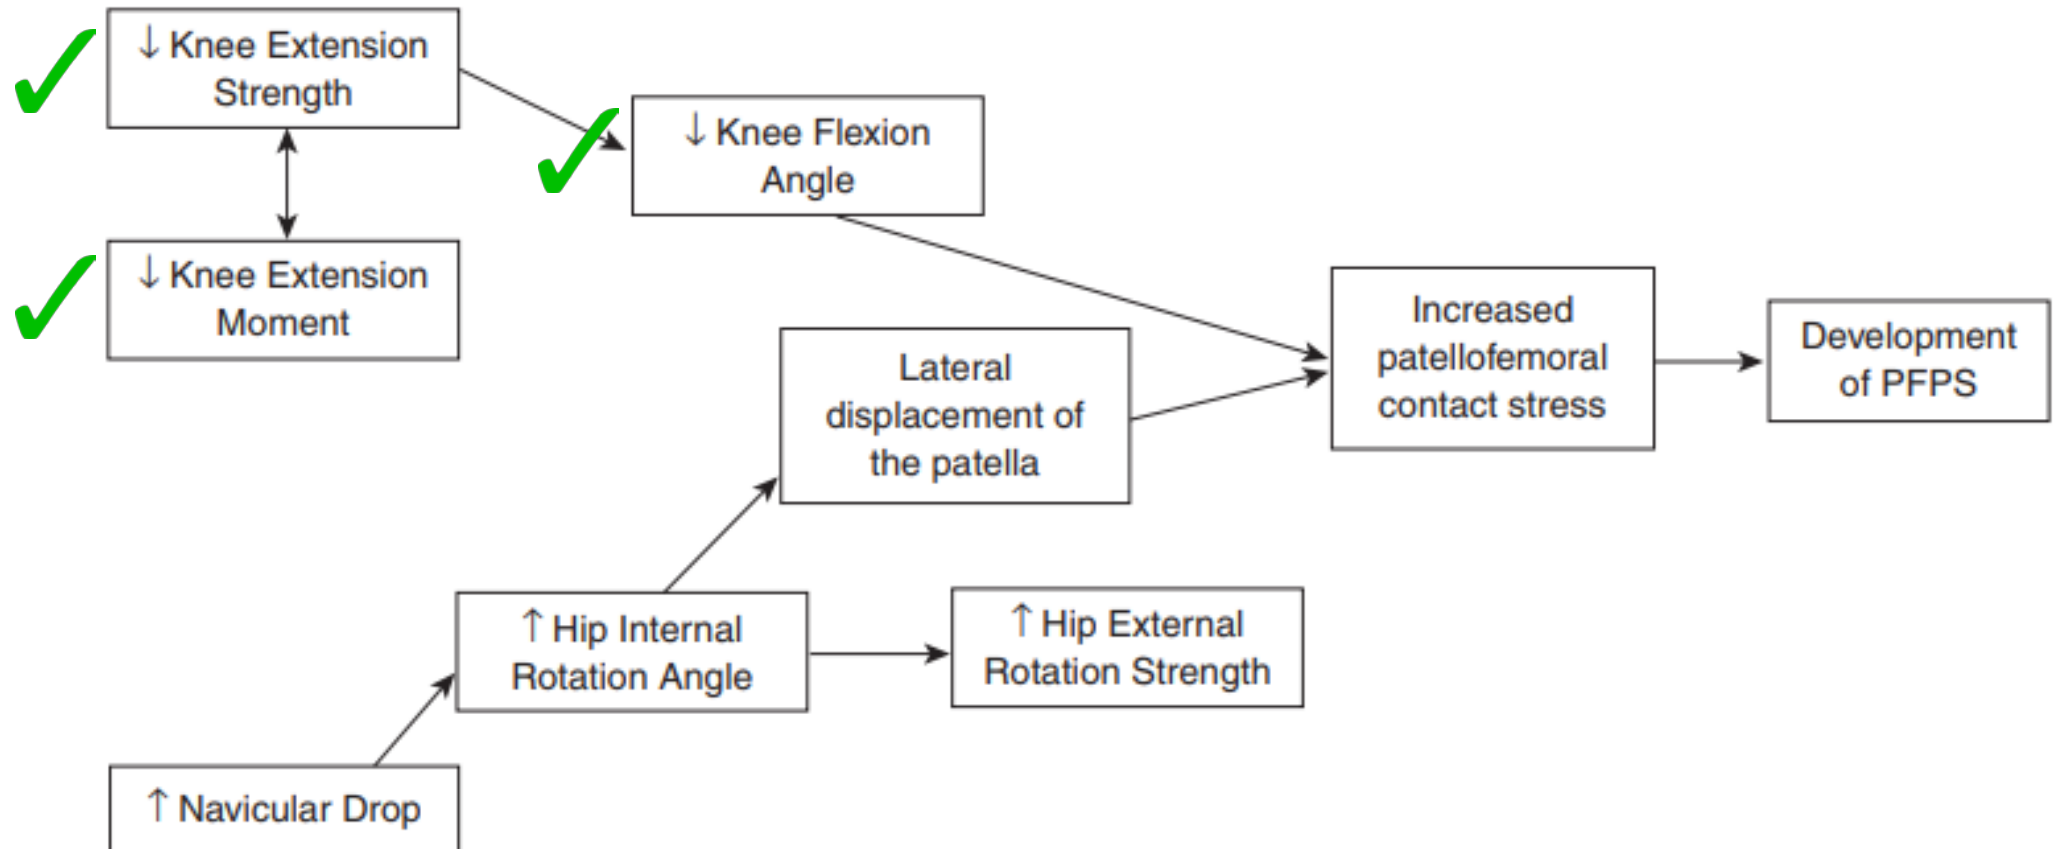 ↓ Knee Extension
Strength
↓ Knee Flexion
Angle
↓ Knee Extension
Moment
Lateral
displacement of
the patella
Increased
patellofemoral
contact stress
Development
of PFPS
↑ Hip Internal
Rotation Angle
↑ Hip External
Rotation Strength
↑ Navicular Drop